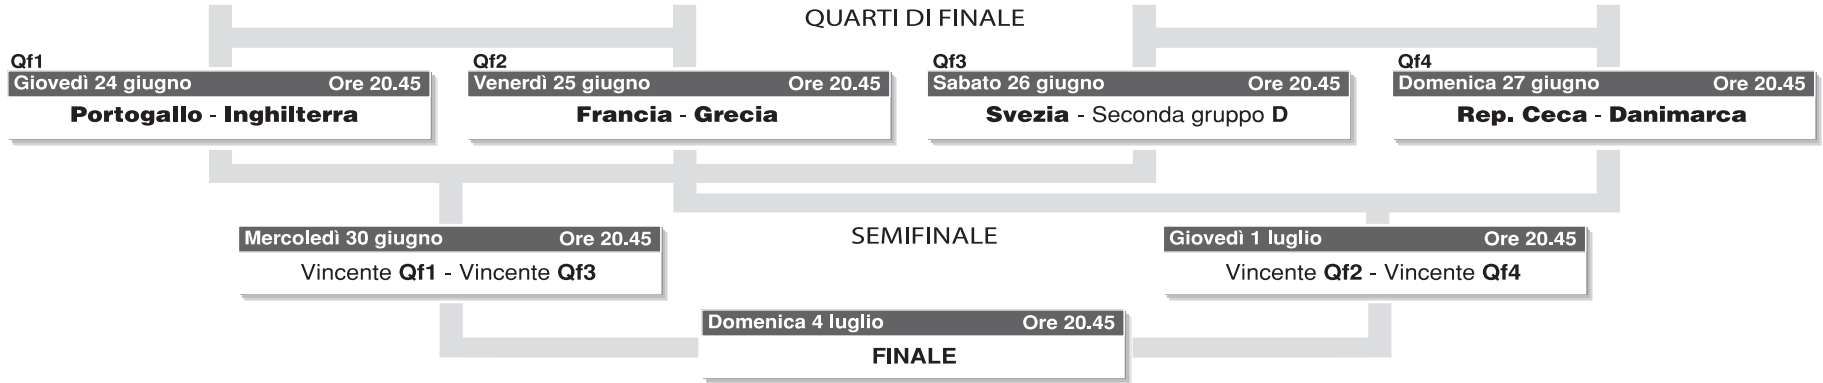 QUARTI DI FINALE
Qf1
Giovedì 24 giugno Ore 20.45
Portogallo - Inghilterra
Qf2
Venerdì 25 giugno Ore 20.45
Francia - Grecia
Qf3
Sabato 26 giugno Ore 20.45
Svezia - Seconda gruppo D
Qf4
Domenica 27 giugno Ore 20.45
Rep. Ceca - Danimarca
SEMIFINALE
Mercoledì 30 giugno Ore 20.45
Vincente Qf1 - Vincente Qf3
Giovedì 1 luglio Ore 20.45
Vincente Qf2 - Vincente Qf4
Domenica 4 luglio Ore 20.45
FINALE